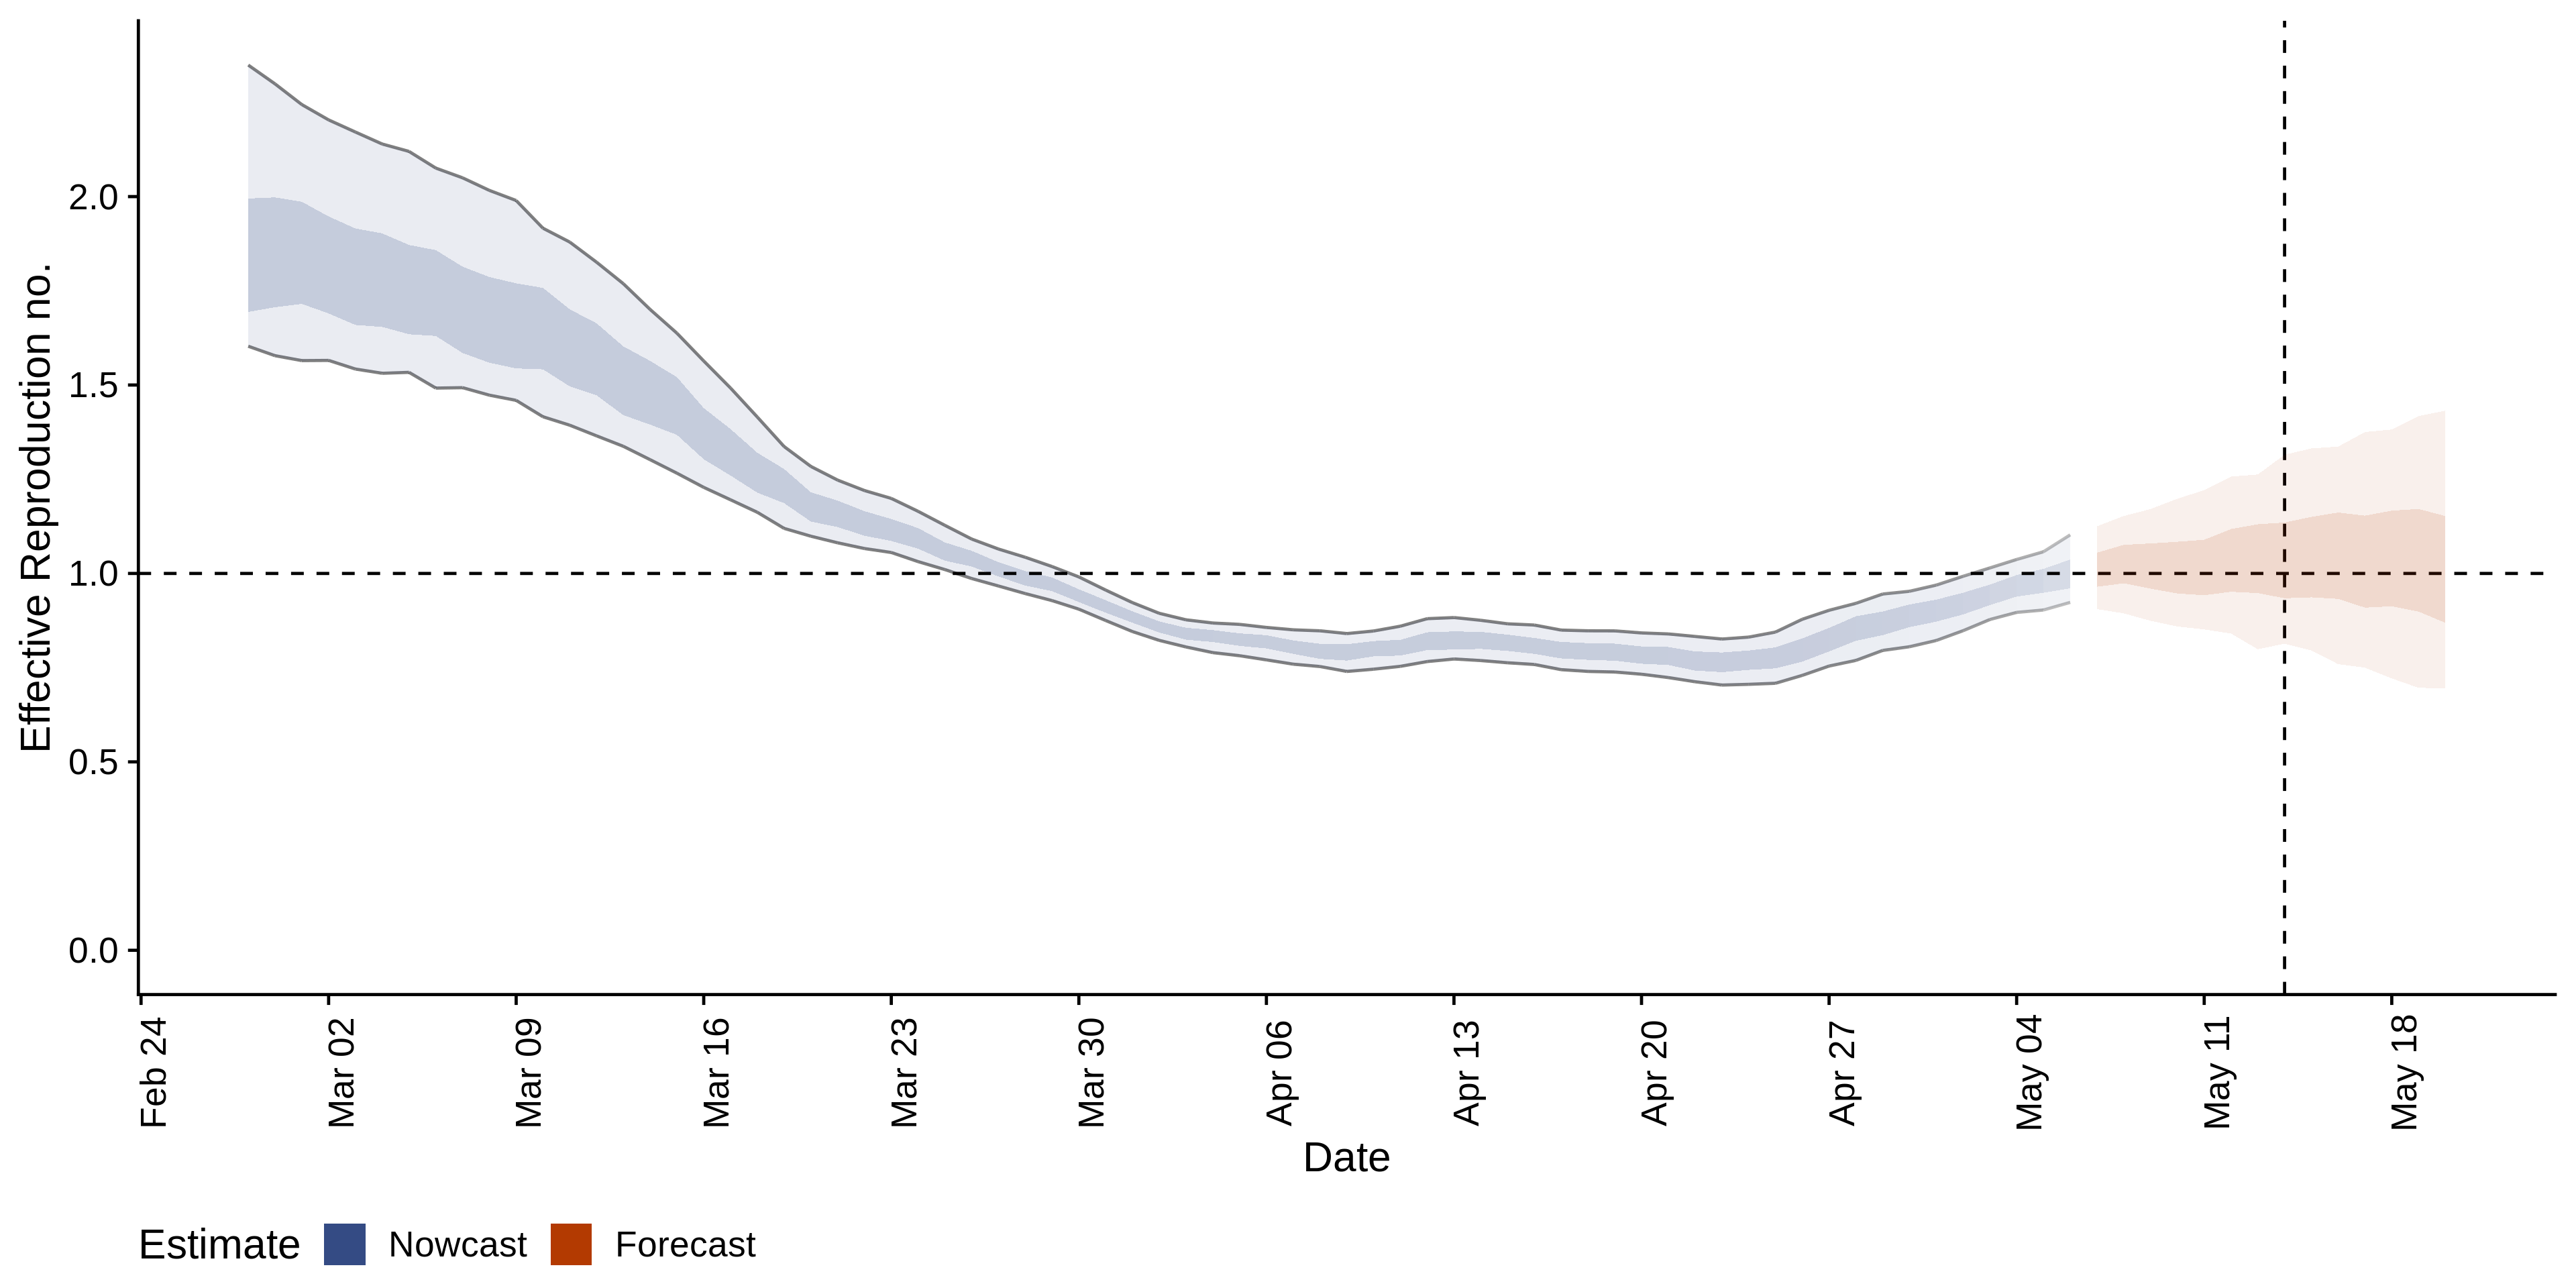 Effective Reproduction no.
2.0
1.5
1.0
0.5
0.0
Feb 24
Mar 02
Mar 09
Mar 16
Mar 23
Mar 30
Apr 06
Apr 13
Apr 20
Apr 27
May 04
May 11
May 18
Date
Estimate Nowcast Forecast